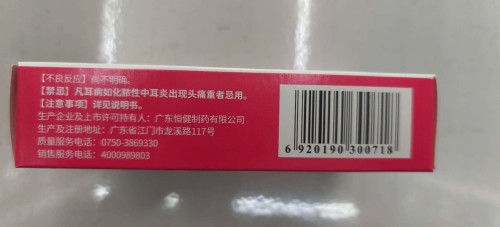 【不良反应】尚不明确。
【禁忌】凡耳病如化脓性中耳炎出现头痛重者忌用。
【注意事项】详见说明书。
生产企业及上市许可持有人：广东恒健制药有限公司
生产及注册地址：广东省江门市龙溪路117号
质量服务电话：0750-3869330
销售服务电话：4000989803
6 920190 300718